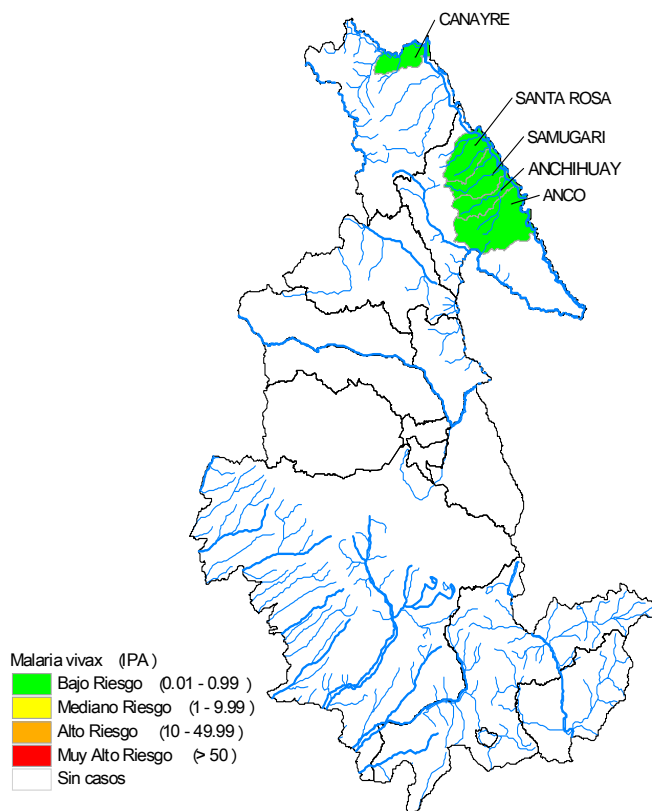 CANAYRE
SANTA ROSA
SAMUGARI
ANCHIHUAY
ANCO
Malaria vivax (IPA)
Bajo Riesgo (0.01 - 0.99 )
Mediano Riesgo (1 - 9.99 )
Alto Riesgo (10 - 49.99 )
Muy Alto Riesgo (> 50 )
Sin casos